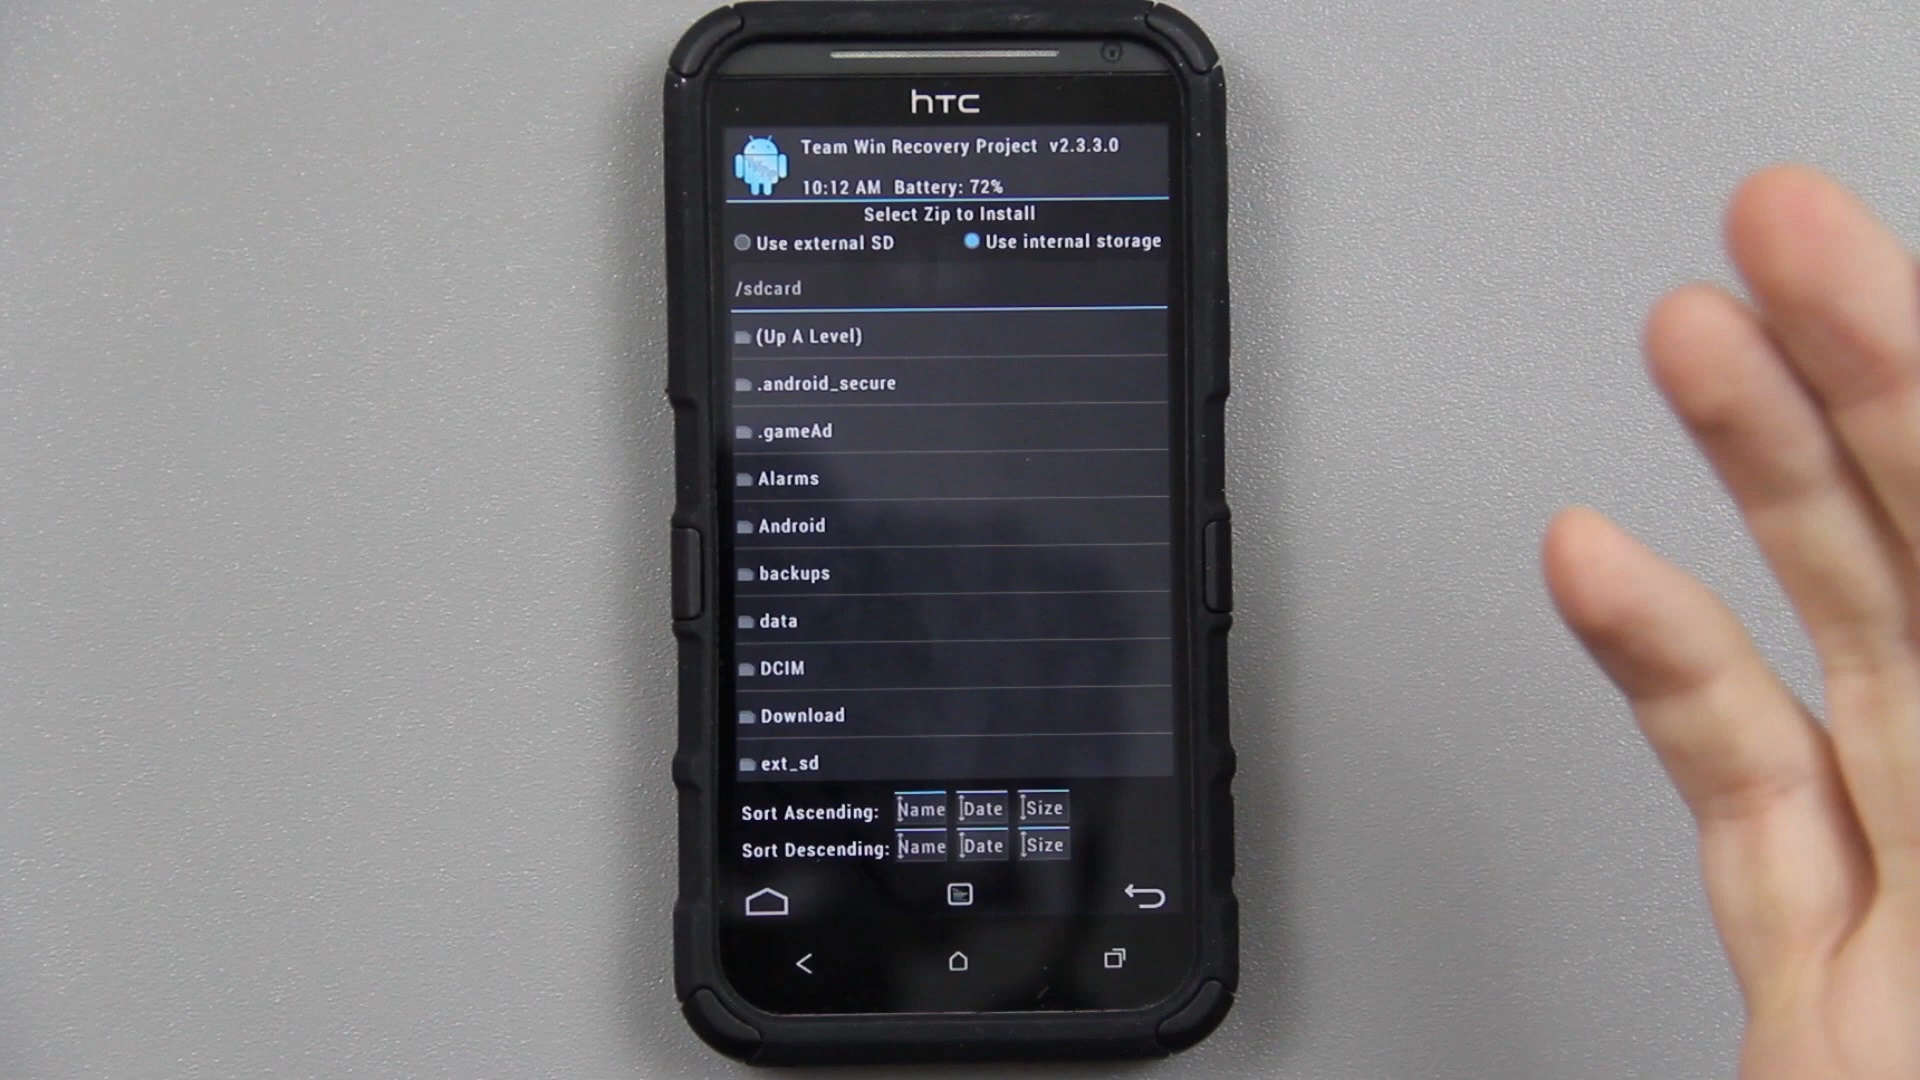 hTC
Team Win Recovery Project v2.3.3.0
10:12 AM Battery: 72%
Select Zip to Install
Use external SD Use internal storage
/sdcard
(Up A Level)
.android_secure
.gameAd
Alarms
Android
backups
data
DCIM
Download
ext_sd
Sort Ascending: Name Date Size
Sort Descending: Name Date Size